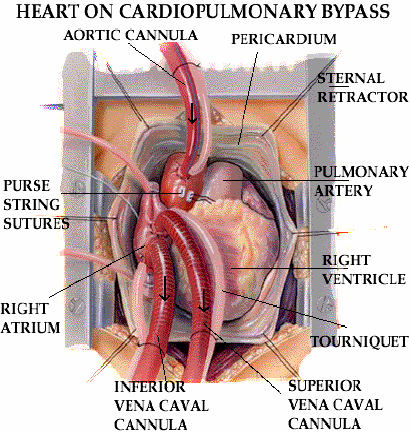 HEART ON CARDIOPULMONARY BYPASS
AORTIC CANNULA
PERICARDIUM
STERNAL
RETRACTOR
PULMONARY
ARTERY
PURSE
STRING
SUTURES
RIGHT
VENTRICLE
RIGHT
ATRIUM
TOURNIQUET
INFERIOR
VENA CAVAL
CANNULA
SUPERIOR
VENA CAVAL
CANNULA